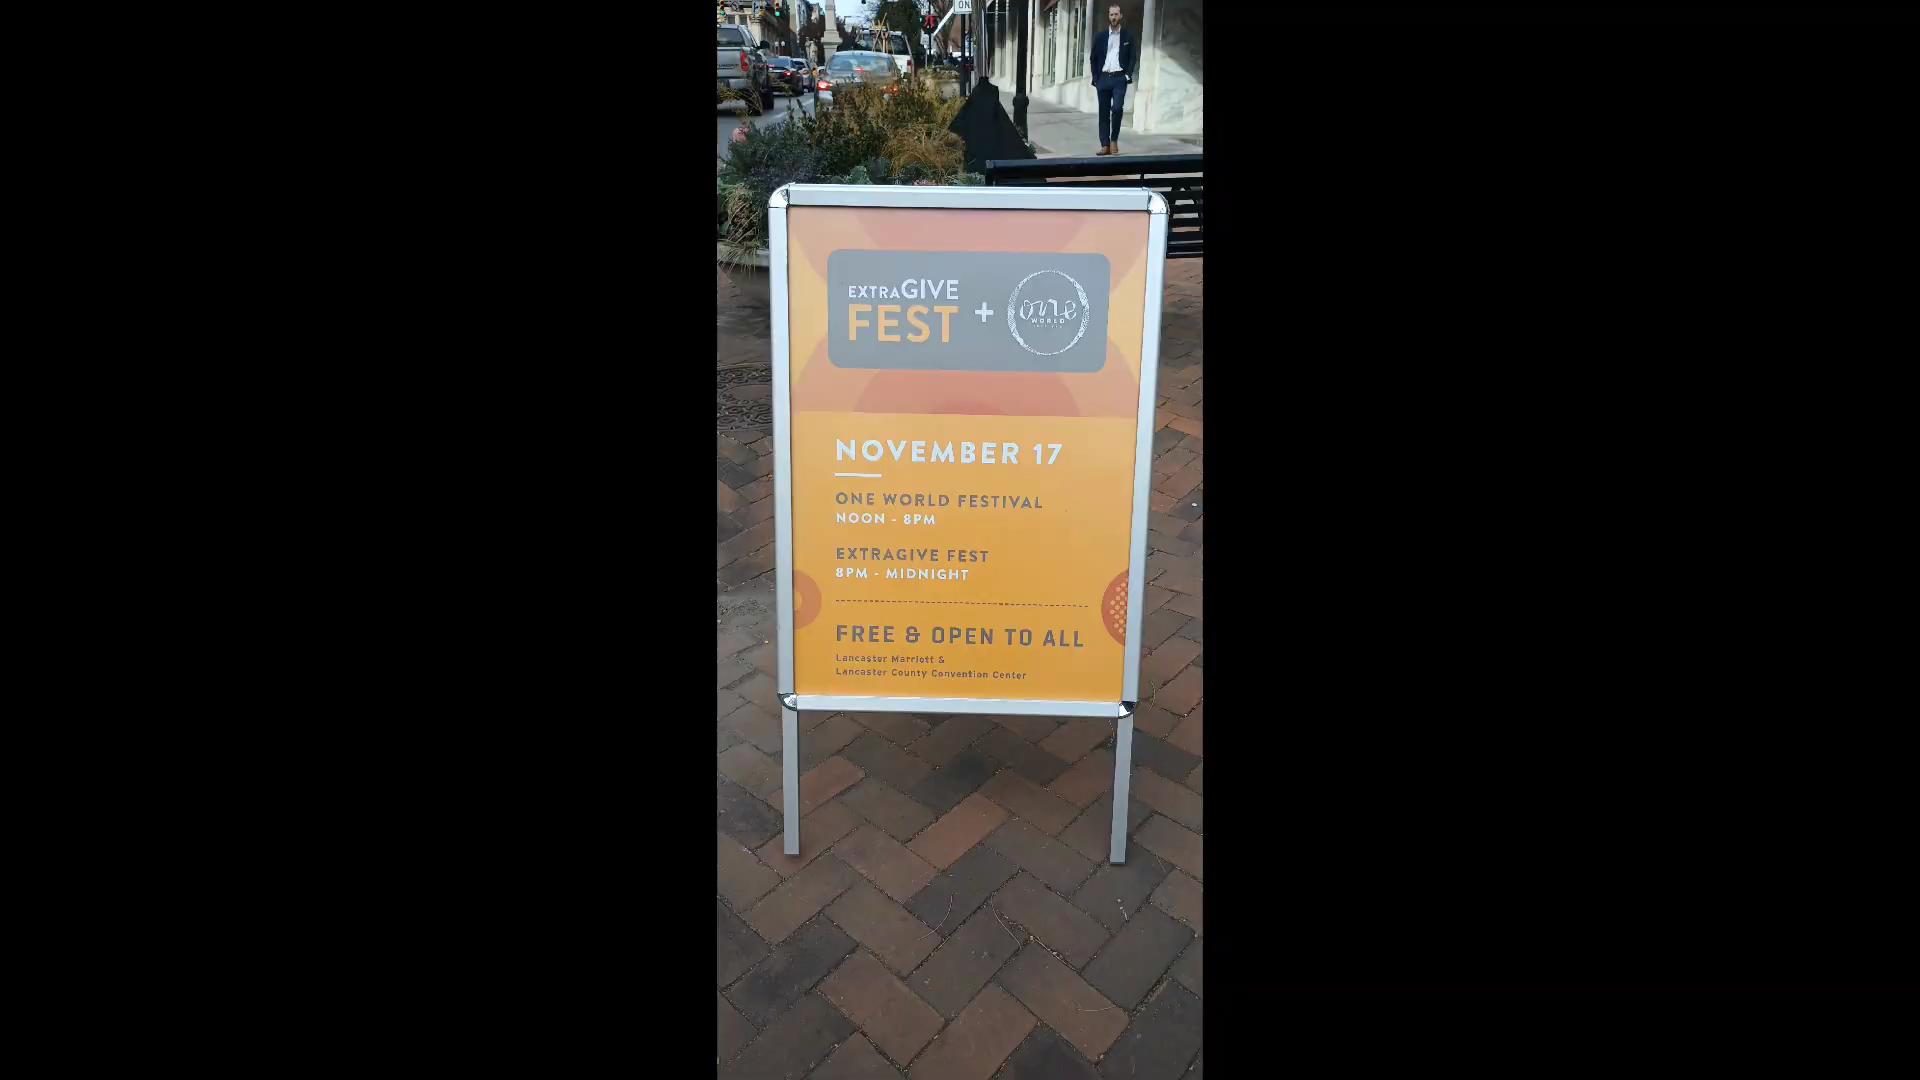 EXTRAGIVE
FEST
+
one
WORLD
NOVEMBER 17
ONE WORLD FESTIVAL
NOON - 8PM
EXTRAGIVE FEST
8PM - MIDNIGHT
FREE & OPEN TO ALL
Lancaster Marriott &
Lancaster County Convention Center